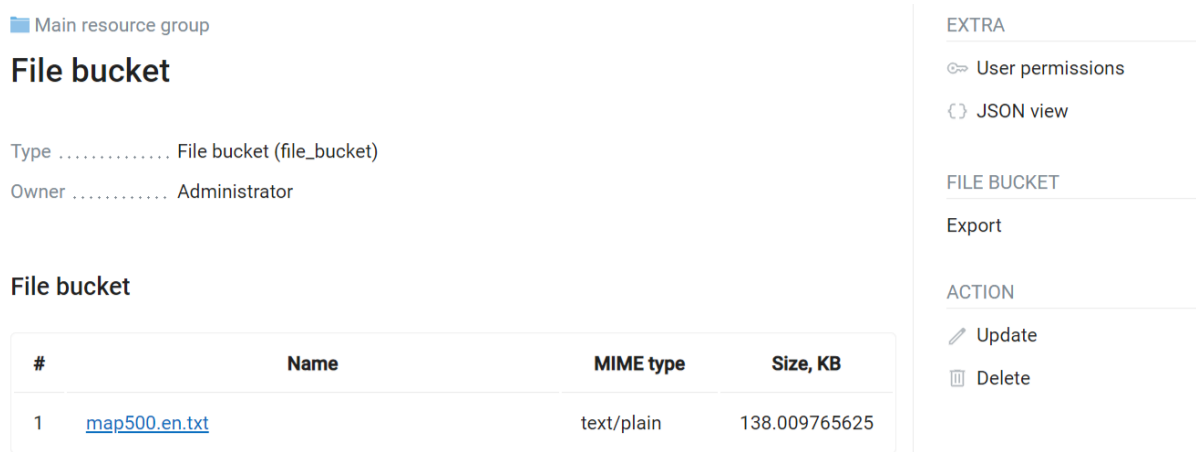 Main resource group
File bucket
Type .............. File bucket (file_bucket)
Owner ............ Administrator
File bucket
# Name MIME type Size, KB
1 map500.en.txt text/plain 138.009765625
EXTRA
User permissions
{} JSON view
FILE BUCKET
Export
ACTION
Update
Delete